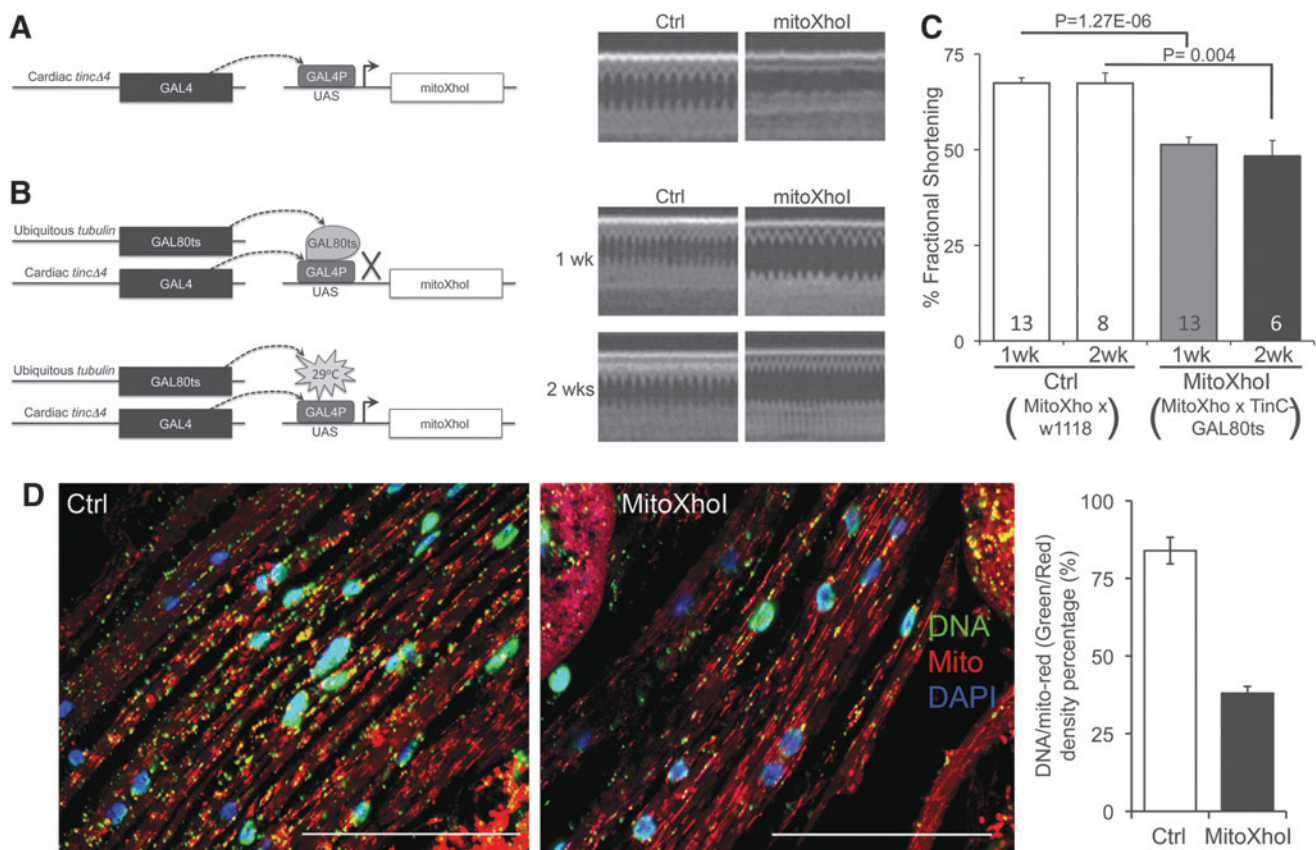 A
Cardiac tincΔ4
GAL4
GAL4P
UAS
mitoXhoI
Ctrl
mitoXhoI
B
Ubiquitous tubulin
GAL80ts
GAL80ts
Cardiac tincΔ4
GAL4
GAL4P
X
UAS
mitoXhoI
Ubiquitous tubulin
GAL80ts
29ºC
Cardiac tincΔ4
GAL4
GAL4P
UAS
mitoXhoI
Ctrl
mitoXhoI
1 wk
2 wks
C
P=1.27E-06
P= 0.004
% Fractional Shortening
75
50
25
0
13
8
13
6
1wk
2wk
1wk
2wk
Ctrl
MitoXhoI
(MitoXho x
w1118)
(MitoXho x TinC-
GAL80ts)
D
Ctrl
MitoXhoI
DNA
Mito
DAPI
DNA/mito-red (Green/Red)
density percentage (%)
100
75
50
25
0
Ctrl
MitoXhoI